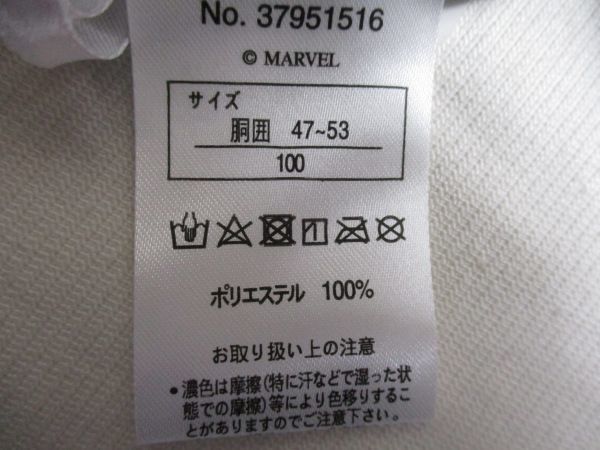 No. 37951516
© MARVEL
サイズ
胴囲 47~53
100
ポリエステル 100%
お取り扱い上の注意
•濃色は摩擦(特に汗などで湿った状
態での摩擦)等により色移りするこ
とがありますのでご注意下さい。